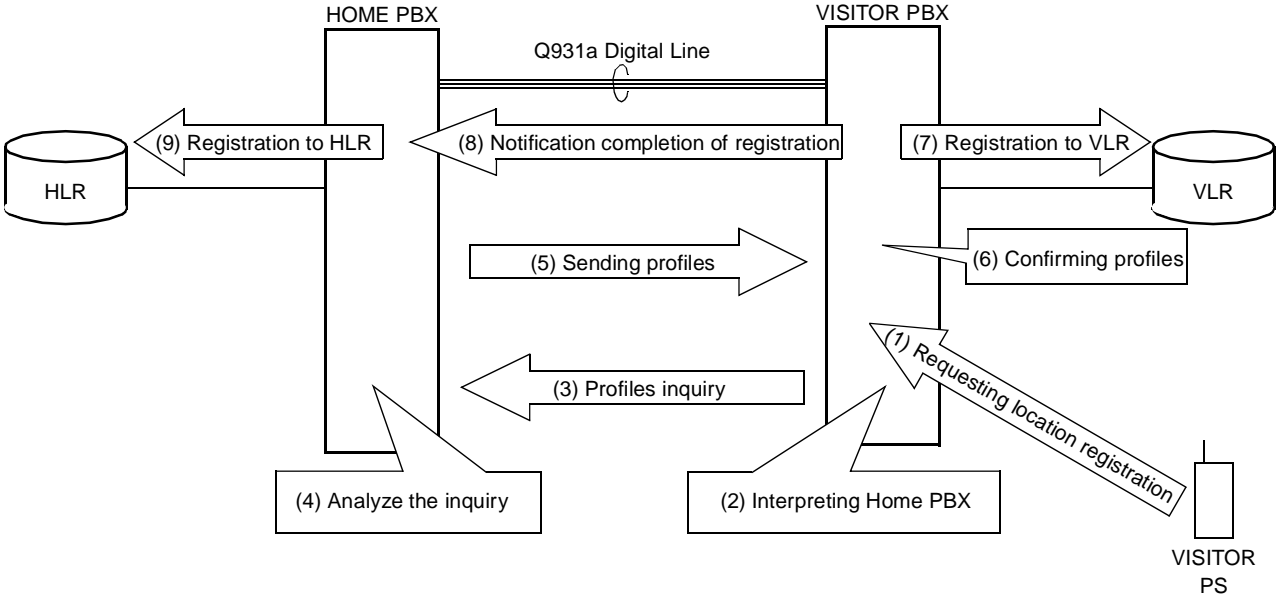 HOME PBX
VISITOR PBX
Q931a Digital Line
(9) Registration to HLR
(8) Notification completion of registration
(7) Registration to VLR
HLR
VLR
(5) Sending profiles
(6) Confirming profiles
(1) Requesting location registration
(3) Profiles inquiry
(4) Analyze the inquiry
(2) Interpreting Home PBX
VISITOR
PS